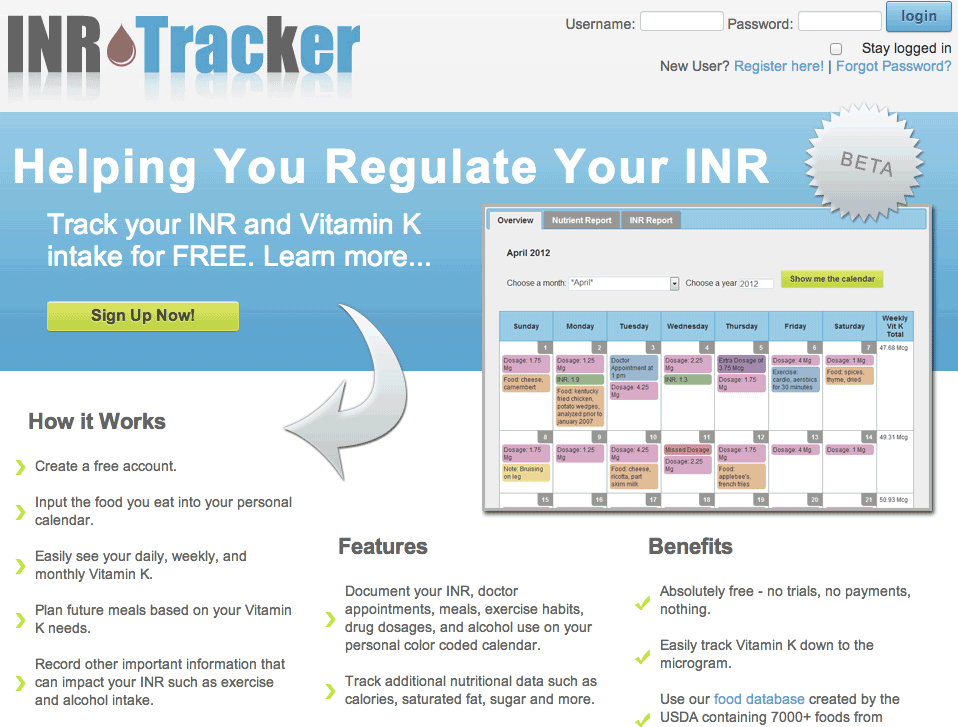 INR Tracker
Username: Password: login
Stay logged in
New User? Register here! | Forgot Password?
Helping You Regulate Your INR
BETA
Track your INR and Vitamin K
intake for FREE. Learn more...
Sign Up Now!
Overview Nutrient Report INR Report
April 2012
Choose a month: *April* Choose a year 2012 Show me the calendar
Sunday Monday Tuesday Wednesday Thursday Friday Saturday Weekly
Vit K
Total
1 2 3 4 5 6 7 47.68 Mcg
Dosage: 1.75
Mg
Food: cheese,
camembert
Dosage: 1.25
Mg
INR: 1.9
Food: kentucky
fried chicken,
potato wedges,
analyzed prior to
january 2007
Doctor
Appointment at
1 pm
Dosage: 4.25
Mg
Dosage: 2.25
Mg
INR: 1.3
Extra Dosage of
3.75 Mcg
Dosage: 1.75
Mg
Dosage: 4 Mg
Exercise:
cardio, aerobics
for 30 minutes
Dosage: 1 Mg
Food: spices,
thyme, dried
8 9 10 11 12 13 14 49.31 Mcg
Dosage: 1.75
Mg
Note: Bruising
on leg
Dosage: 1.25
Mg
Dosage: 4.25
Mg
Food: cheese,
ricotta, part
skim milk
Missed Dosage
Dosage: 2.25
Mg
Dosage: 1.75
Mg
Food:
applebee's,
french fries
Dosage: 4 Mg
Dosage: 1 Mg
15 16 17 18 19 20 21 50.93 Mcg
How it Works
Create a free account.
Input the food you eat into your personal
calendar.
Easily see your daily, weekly, and
monthly Vitamin K.
Plan future meals based on your Vitamin
K needs.
Record other important information that
can impact your INR such as exercise
and alcohol intake.
Features
Document your INR, doctor
appointments, meals, exercise habits,
drug dosages, and alcohol use on your
personal color coded calendar.
Track additional nutritional data such as
calories, saturated fat, sugar and more.
Benefits
Absolutely free - no trials, no payments,
nothing.
Easily track Vitamin K down to the
microgram.
Use our food database created by the
USDA containing 7000+ foods from